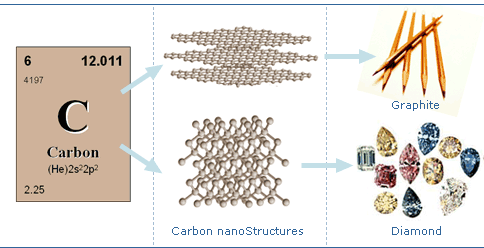 6 12.011
4197
C
Carbon
(He)2s²2p²
2.25
Graphite
Carbon nanoStructures
Diamond